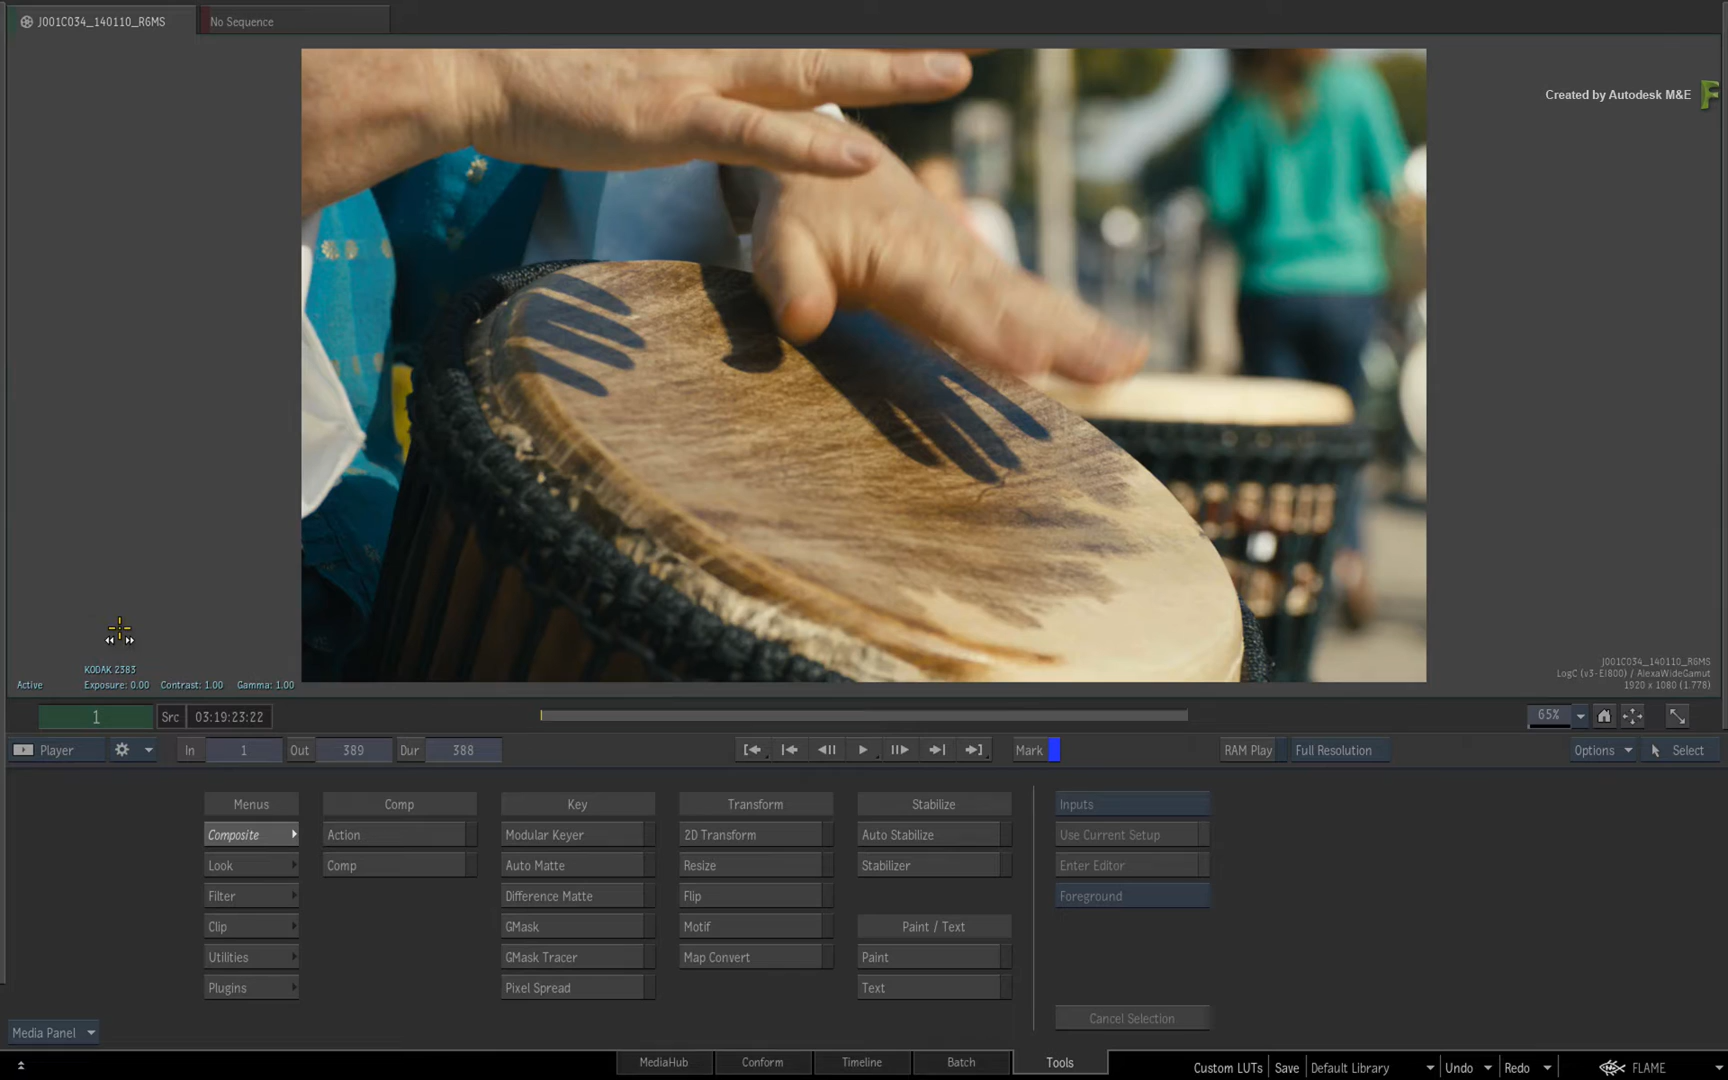 J001C034_140110_R6MS
No Sequence
Created by Autodesk M&E
KODAK 2383
Active Exposure: 0.00 Contrast: 1.00 Gamma: 1.00
J001C034_140110_R6MS
LogC (v3-EI800) / AlexaWideGamut
1920 x 1080 (1.778)
1 Src 03:19:23:22 65%
Player In 1 Out 389 Dur 388 Mark RAM Play Full Resolution Options Select
Menus Comp Key Transform Stabilize Inputs
Composite Action Modular Keyer 2D Transform Auto Stabilize Use Current Setup
Look Comp Auto Matte Resize Stabilizer Enter Editor
Filter Difference Matte Flip Foreground
Clip GMask Motif Paint / Text
Utilities GMask Tracer Map Convert Paint
Plugins Pixel Spread Text
Cancel Selection
Media Panel
MediaHub Conform Timeline Batch Tools Custom LUTs Save Default Library Undo Redo FLAME